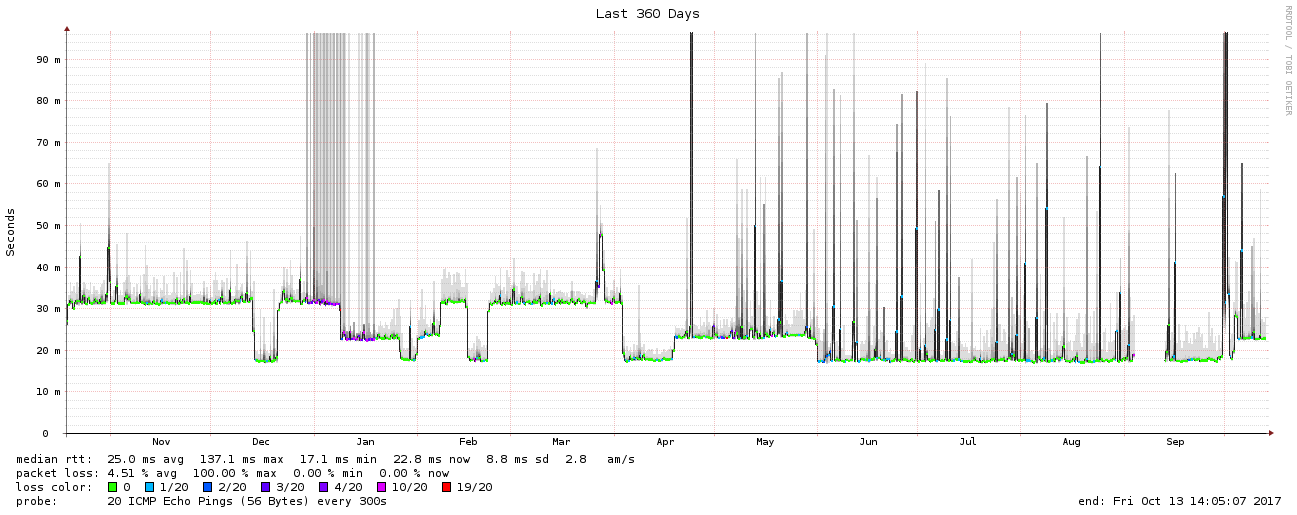 Last 360 Days
RRDTOOL / TOBI OETIKER
Seconds
90 m
80 m
70 m
60 m
50 m
40 m
30 m
20 m
10 m
0
Nov Dec Jan Feb Mar Apr May Jun Jul Aug Sep
median rtt: 25.0 ms avg 137.1 ms max 17.1 ms min 22.8 ms now 8.8 ms sd 2.8 am/s
packet loss: 4.51 % avg 100.00 % max 0.00 % min 0.00 % now
loss color: 0 1/20 2/20 3/20 4/20 10/20 19/20
probe: 20 ICMP Echo Pings (56 Bytes) every 300s end: Fri Oct 13 14:05:07 2017